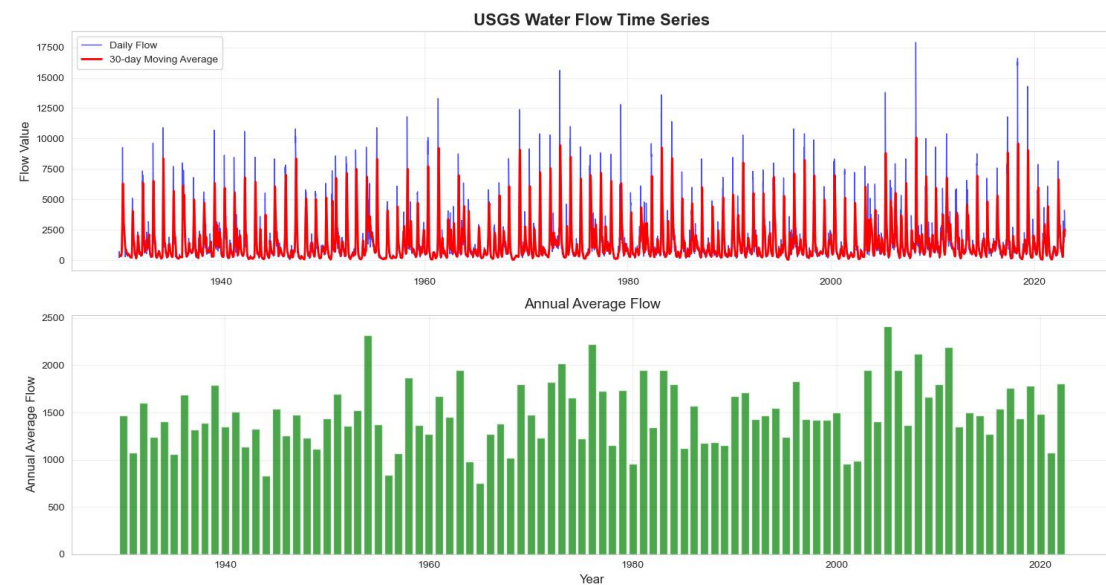 USGS Water Flow Time Series
Daily Flow
30-day Moving Average
17500
15000
12500
10000
7500
5000
2500
0
Flow Value
1940 1960 1980 2000 2020
Annual Average Flow
2500
2000
1500
1000
500
0
Annual Average Flow
1940 1960 1980 2000 2020
Year